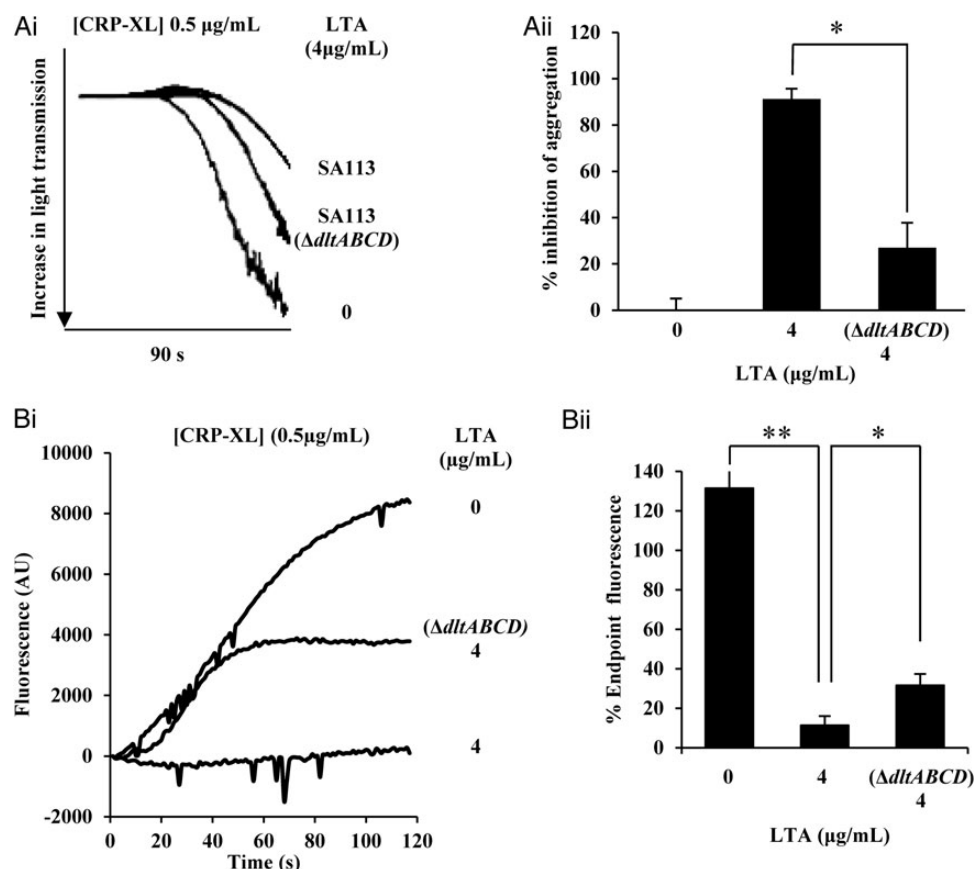 Ai
[CRP-XL] 0.5 µg/mL
LTA
(4µg/mL)
Increase in light transmission
SA113
SA113
(ΔdltABCD)
0
90 s
Aii
*
% inhibition of aggregation
100
90
80
60
40
20
0
0
4
(ΔdltABCD)
4
LTA (µg/mL)
Bi
[CRP-XL] (0.5µg/mL)
LTA
(µg/mL)
Fluorescence (AU)
10000
8000
6000
4000
2000
0
-2000
0
(ΔdltABCD)
4
4
0
20
40
60
80
100
120
Time (s)
Bii
**
*
% Endpoint fluorescence
140
120
100
80
60
40
20
0
0
4
(ΔdltABCD)
4
LTA (µg/mL)